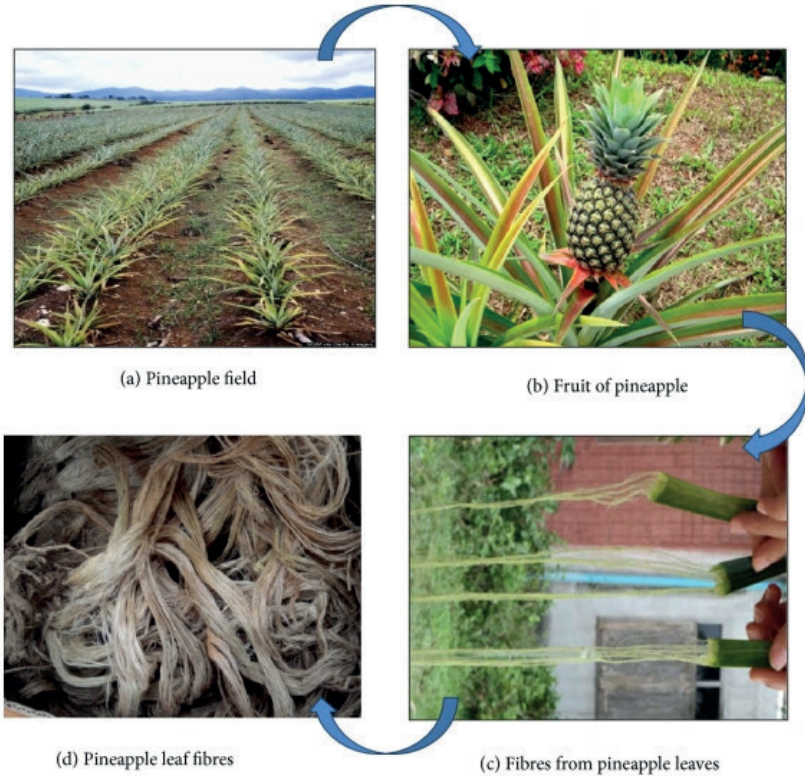 (a) Pineapple field
(b) Fruit of pineapple
(d) Pineapple leaf fibres
(c) Fibres from pineapple leaves